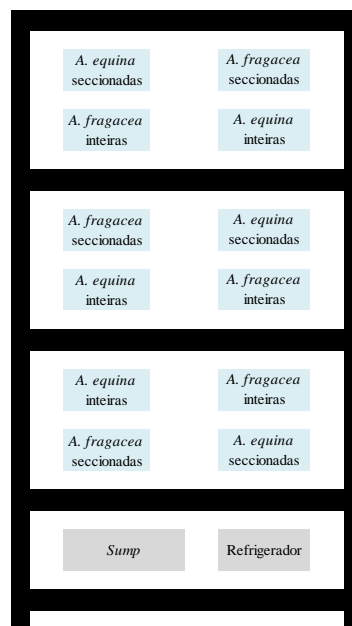 A. equina
seccionadas
A. fragacea
seccionadas
A. fragacea
inteiras
A. equina
inteiras
A. fragacea
seccionadas
A. equina
seccionadas
A. equina
inteiras
A. fragacea
inteiras
A. equina
inteiras
A. fragacea
inteiras
A. fragacea
seccionadas
A. equina
seccionadas
Sump
Refrigerador